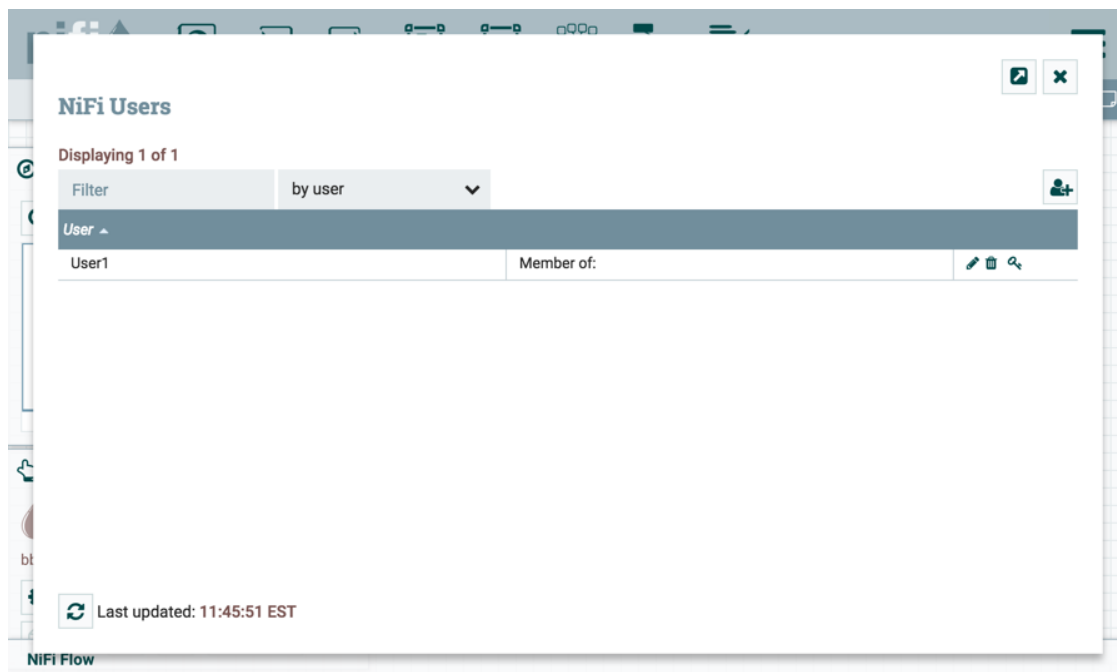 NiFi Users
Displaying 1 of 1
Filter by user
User
User1 Member of:
Last updated: 11:45:51 EST
NiFi Flow